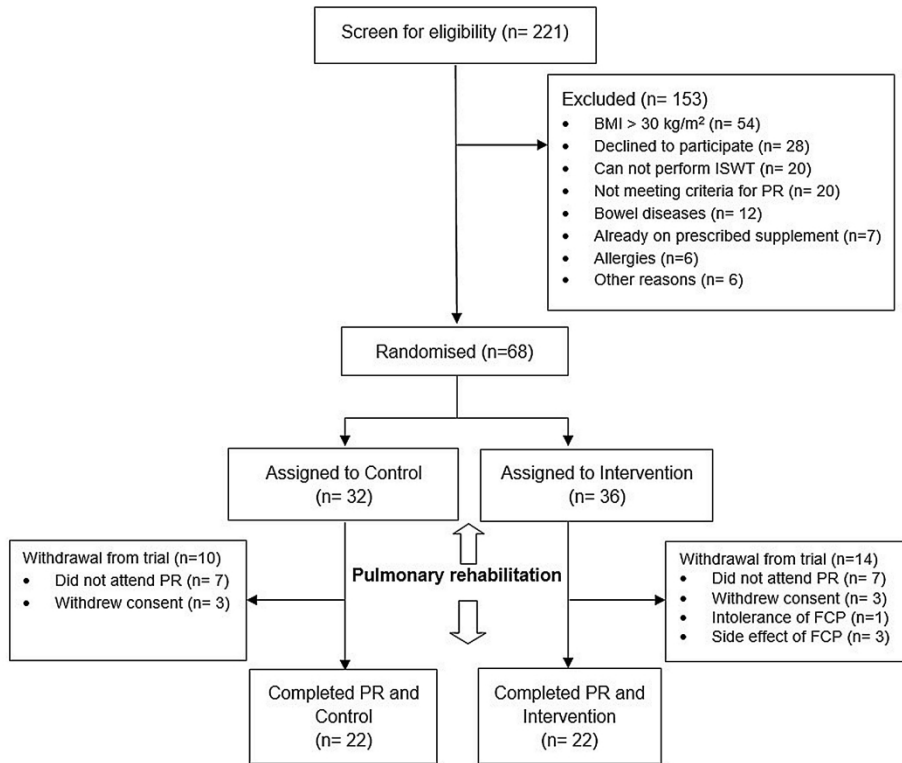 Screen for eligibility (n= 221)
Excluded (n= 153)
• BMI > 30 kg/m² (n= 54)
• Declined to participate (n= 28)
• Can not perform ISWT (n= 20)
• Not meeting criteria for PR (n= 20)
• Bowel diseases (n= 12)
• Already on prescribed supplement (n=7)
• Allergies (n=6)
• Other reasons (n= 6)
Randomised (n=68)
Assigned to Control
(n= 32)
Assigned to Intervention
(n= 36)
Withdrawal from trial (n=10)
• Did not attend PR (n= 7)
• Withdrew consent (n= 3)
Pulmonary rehabilitation
Withdrawal from trial (n=14)
• Did not attend PR (n= 7)
• Withdrew consent (n= 3)
• Intolerance of FCP (n=1)
• Side effect of FCP (n= 3)
Completed PR and
Control
(n= 22)
Completed PR and
Intervention
(n= 22)